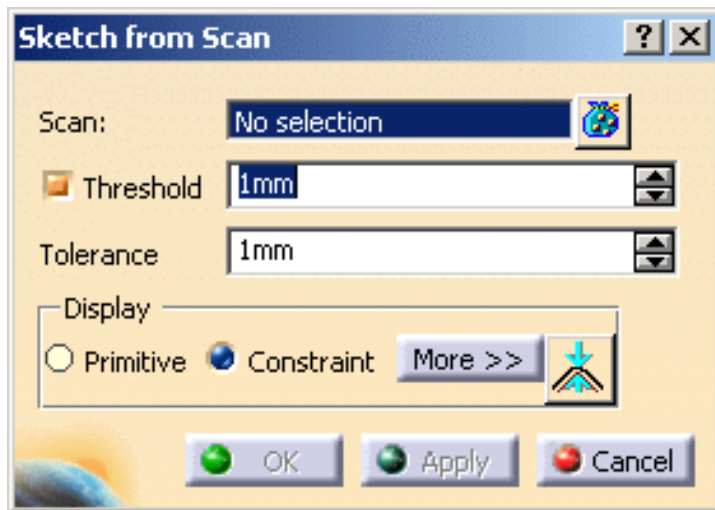 Sketch from Scan ? X
Scan: No selection
Threshold 1mm
Tolerance 1mm
Display
Primitive Constraint More >>
OK Apply Cancel